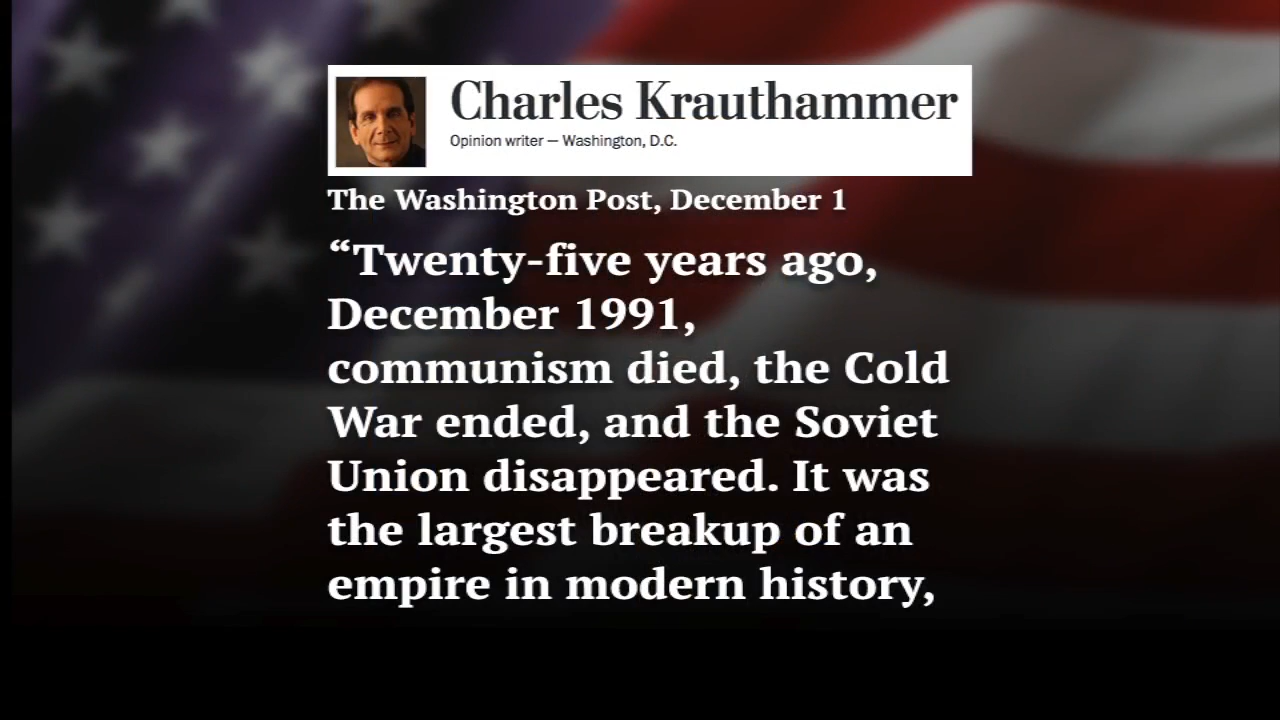 Charles Krauthammer
Opinion writer — Washington, D.C.
The Washington Post, December 1
“Twenty-five years ago,
December 1991,
communism died, the Cold
War ended, and the Soviet
Union disappeared. It was
the largest breakup of an
empire in modern history,